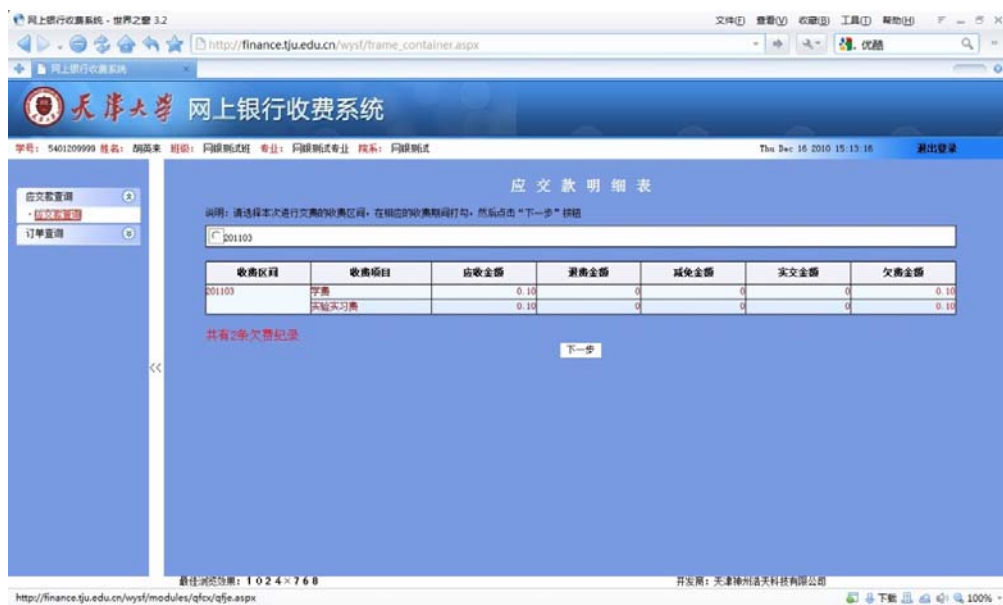 网上银行收费系统 - 世界之窗 3.2 文件(F) 查看(V) 收藏(B) 工具(T) 帮助(H)
http://finance.tju.edu.cn/wysf/frame_container.aspx 优酷
网上银行收费系统
天津大学 网上银行收费系统
学号: 5401209999 姓名: 胡英来 班级: 网银测试班 专业: 网银测试专业 院系: 网银测试 Thu Dec 16 2010 15:13:16 退出登录
应交款明细表
应交款查询
说明: 请选择本次进行交费的收费区间, 在相应的收费期间打勾, 然后点击“下一步”按钮
应交款查询
订单查询
201103
收费区间 收费项目 应收金额 退费金额 减免金额 实交金额 欠费金额
201103 学费 0.10 0 0 0 0.10
实验实习费 0.10 0 0 0 0.10
共有2条欠费纪录
下一步
<<
最佳浏览效果: 1024×768 开发商: 天津神州浩天科技有限公司
http://finance.tju.edu.cn/wysf/modules/qfcx/qfje.aspx 下载 100%